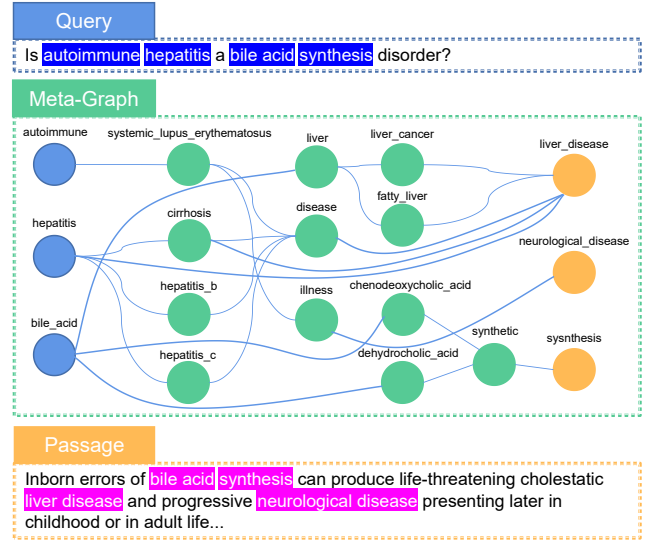 Query
Is autoimmune hepatitis a bile acid synthesis disorder?
Meta-Graph
autoimmune
systemic_lupus_erythematosus
liver
liver_cancer
liver_disease
hepatitis
cirrhosis
disease
fatty_liver
neurological_disease
hepatitis_b
illness
chenodeoxycholic_acid
bile_acid
hepatitis_c
dehydrocholic_acid
synthetic
sysnthesis
Passage
Inborn errors of bile acid synthesis can produce life-threatening cholestatic
liver disease and progressive neurological disease presenting later in
childhood or in adult life...